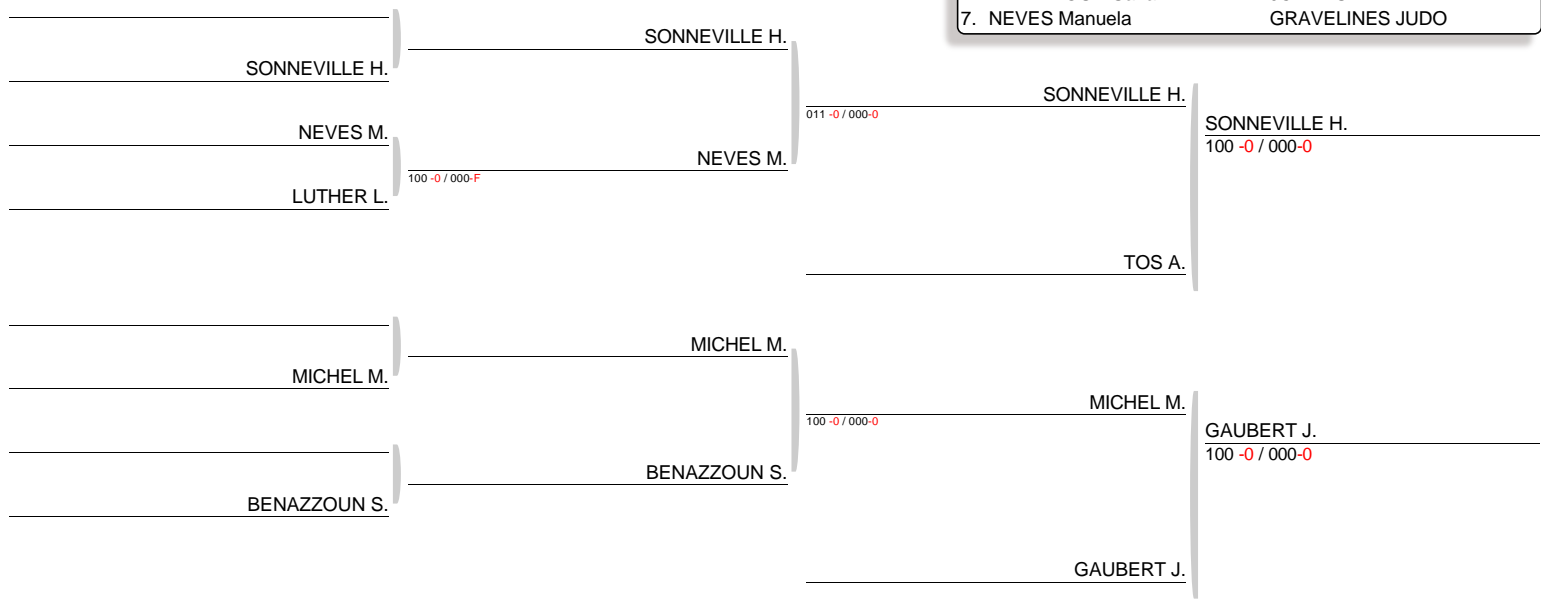 7. NEVES Manuela GRAVELINES JUDO
SONNEVILLE H.
SONNEVILLE H.
SONNEVILLE H.
011 -0 / 000-0
SONNEVILLE H.
100 -0 / 000-0
NEVES M.
NEVES M.
100 -0 / 000-F
LUTHER L.
TOS A.
MICHEL M.
MICHEL M.
MICHEL M.
100 -0 / 000-0
GAUBERT J.
100 -0 / 000-0
BENAZZOUN S.
BENAZZOUN S.
GAUBERT J.